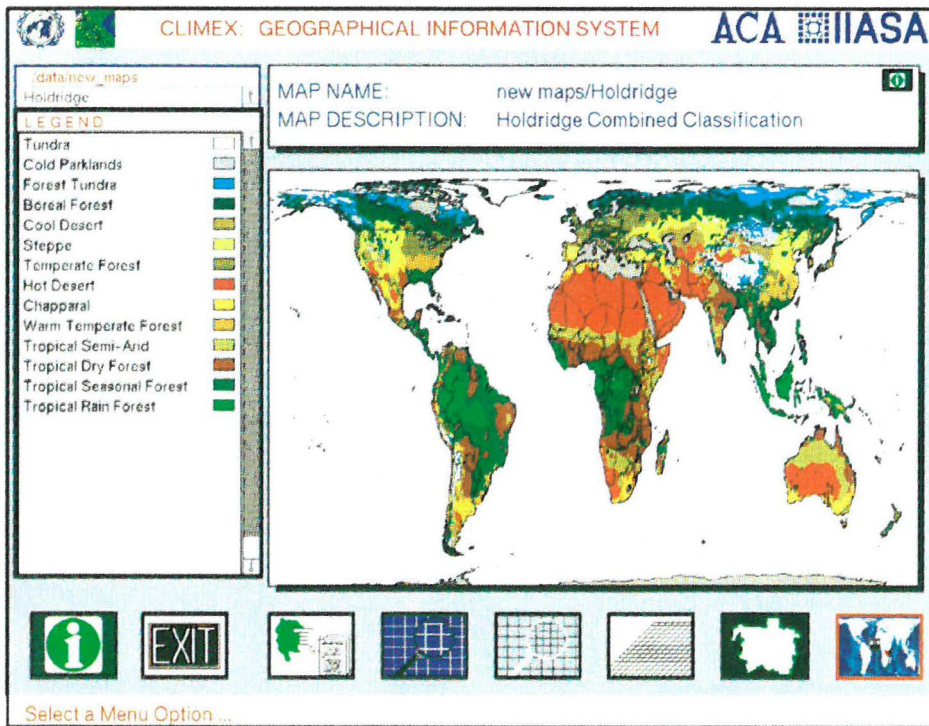 CLIMEX: GEOGRAPHICAL INFORMATION SYSTEM
ACA IIASA
/data/new_maps
Holdridge
MAP NAME: new maps/Holdridge
MAP DESCRIPTION: Holdridge Combined Classification
LEGEND
Tundra
Cold Parklands
Forest Tundra
Boreal Forest
Cool Desert
Steppe
Temperate Forest
Hot Desert
Chapparal
Warm Temperate Forest
Tropical Semi-Arid
Tropical Dry Forest
Tropical Seasonal Forest
Tropical Rain Forest
i
EXIT
Select a Menu Option ...